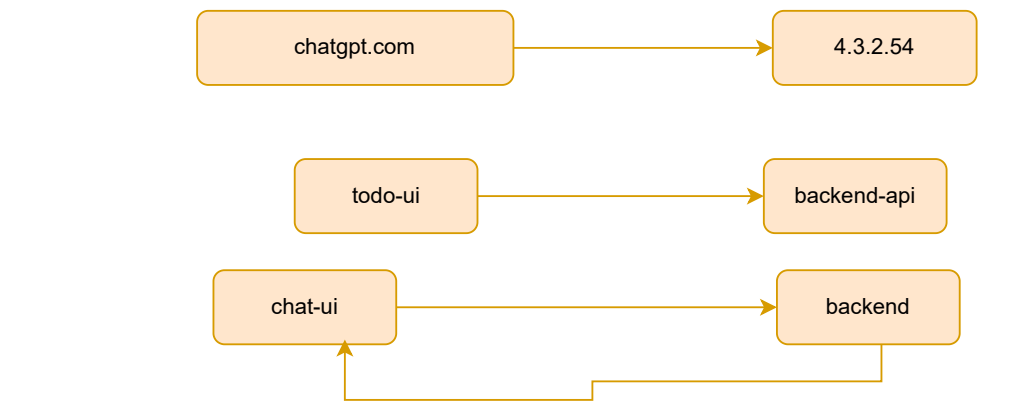 chatgpt.com
4.3.2.54
todo-ui
backend-api
chat-ui
backend